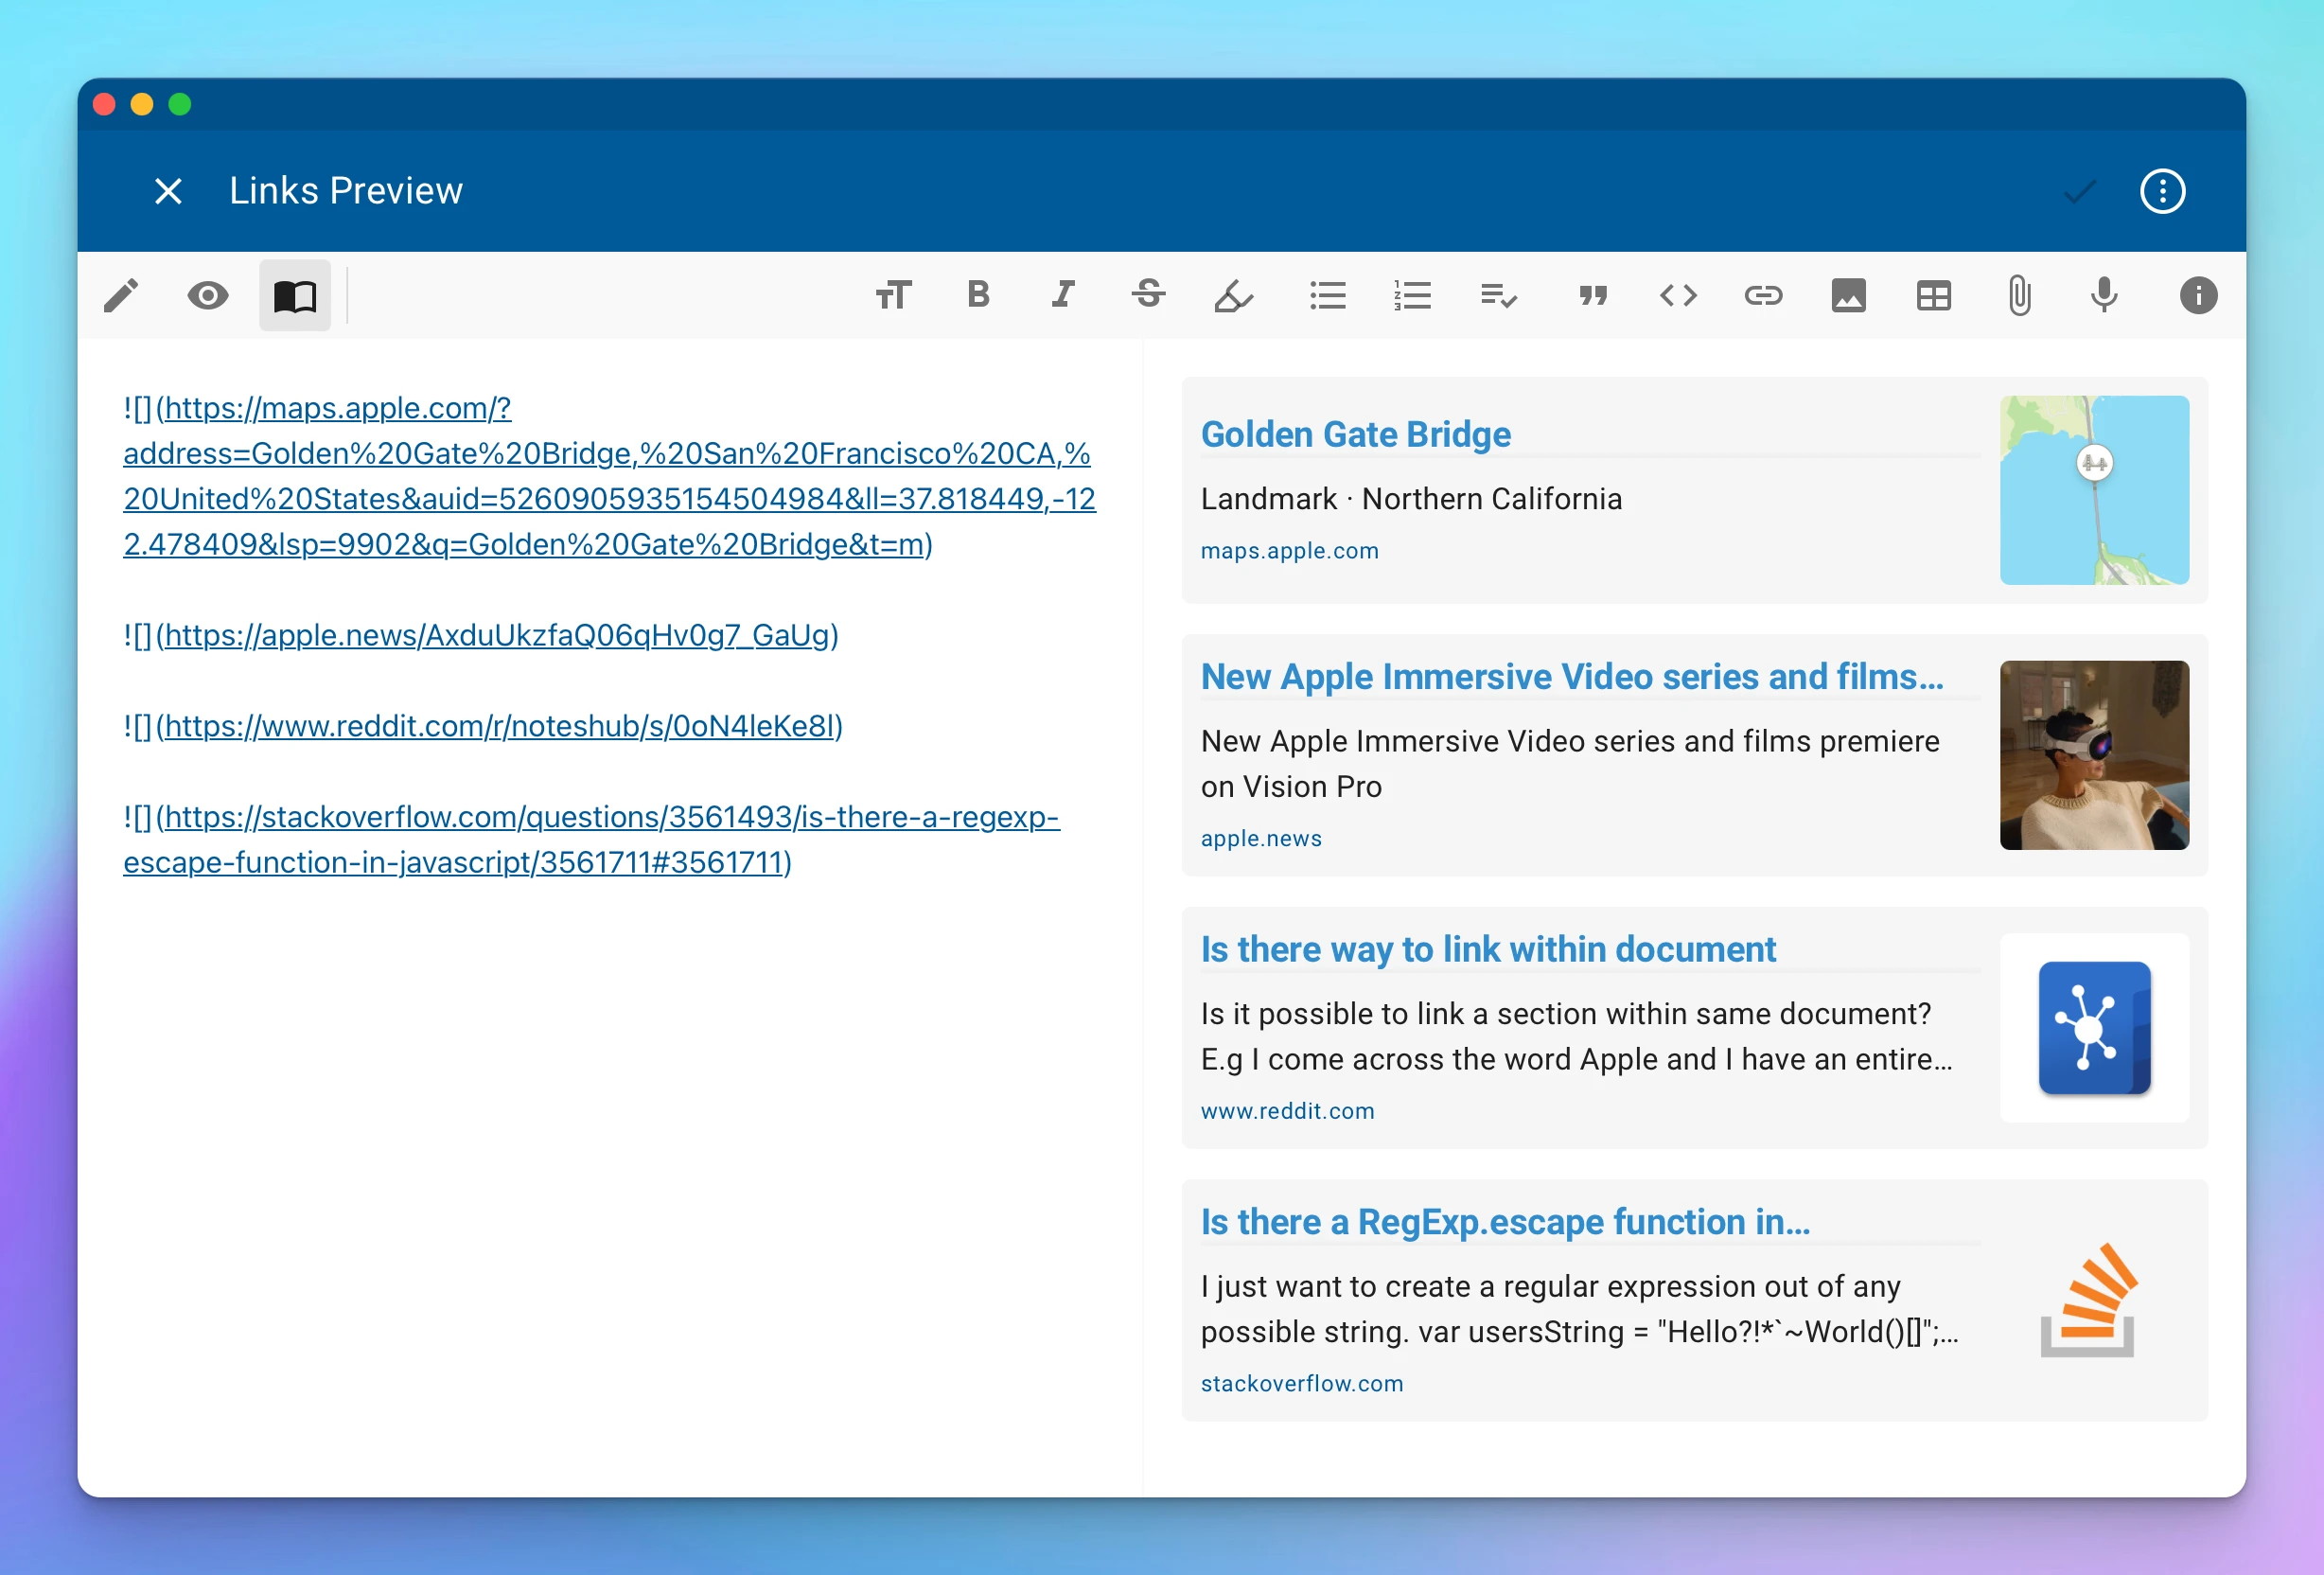 Links Preview
![](https://maps.apple.com/?
address=Golden%20Gate%20Bridge,%20San%20Francisco%20CA,%
20United%20States&auid=5260905935154504984&ll=37.818449,-12
2.478409&lsp=9902&q=Golden%20Gate%20Bridge&t=m)
![](https://apple.news/AxduUkzfaQ06qHv0g7_GaUg)
![](https://www.reddit.com/r/noteshub/s/0oN4leKe8l)
![](https://stackoverflow.com/questions/3561493/is-there-a-regexp-
escape-function-in-javascript/3561711#3561711)
Golden Gate Bridge
Landmark · Northern California
maps.apple.com
New Apple Immersive Video series and films…
New Apple Immersive Video series and films premiere
on Vision Pro
apple.news
Is there way to link within document
Is it possible to link a section within same document?
E.g I come across the word Apple and I have an entire…
www.reddit.com
Is there a RegExp.escape function in…
I just want to create a regular expression out of any
possible string. var usersString = "Hello?!*`~World()[]";…
stackoverflow.com